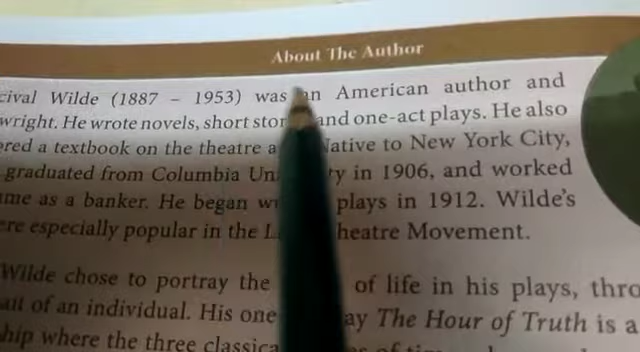 About The Author
cival Wilde (1887 – 1953) was an American author and
wright. He wrote novels, short stor and one-act plays. He also
ored a textbook on the theatre a Native to New York City,
graduated from Columbia Un ty in 1906, and worked
me as a banker. He began w plays in 1912. Wilde's
ere especially popular in the L heatre Movement.
Wilde chose to portray the of life in his plays, thro
of an individual. His one ay The Hour of Truth is a
hip where the three classica